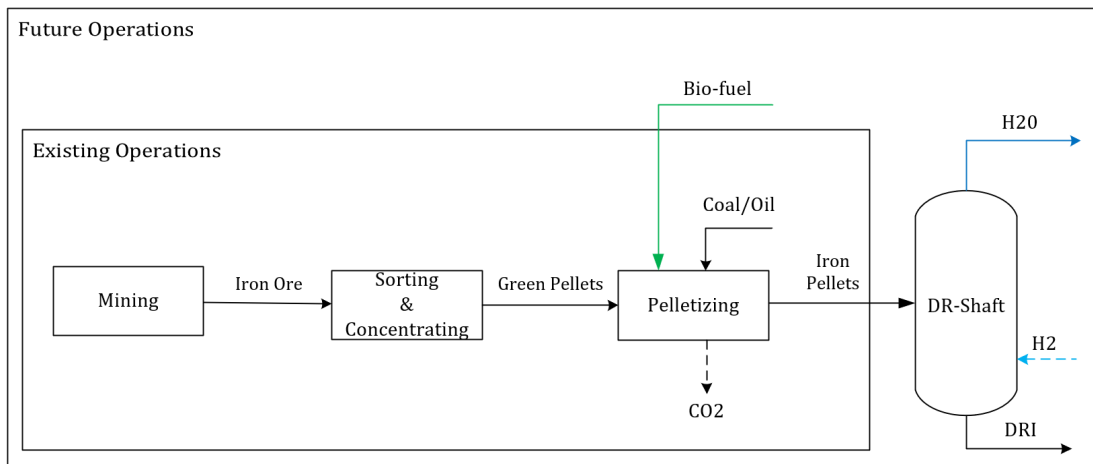 Future Operations
Bio-fuel
H20
Existing Operations
Coal/Oil
Mining
Iron Ore
Sorting
&
Concentrating
Green Pellets
Pelletizing
Iron
Pellets
DR-Shaft
H2
CO2
DRI